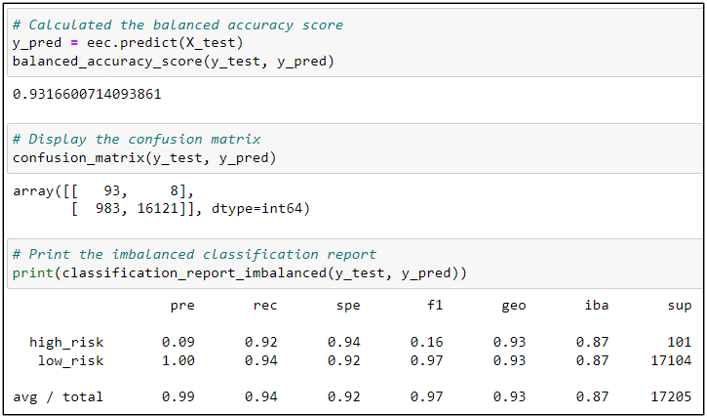 # Calculated the balanced accuracy score
y_pred = eec.predict(X_test)
balanced_accuracy_score(y_test, y_pred)
0.9316600714093861
# Display the confusion matrix
confusion_matrix(y_test, y_pred)
array([[   93,     8],
       [  983, 16121]], dtype=int64)
# Print the imbalanced classification report
print(classification_report_imbalanced(y_test, y_pred))
pre rec spe f1 geo iba sup
high_risk 0.09 0.92 0.94 0.16 0.93 0.87 101
low_risk 1.00 0.94 0.92 0.97 0.93 0.87 17104
avg / total 0.99 0.94 0.92 0.97 0.93 0.87 17205